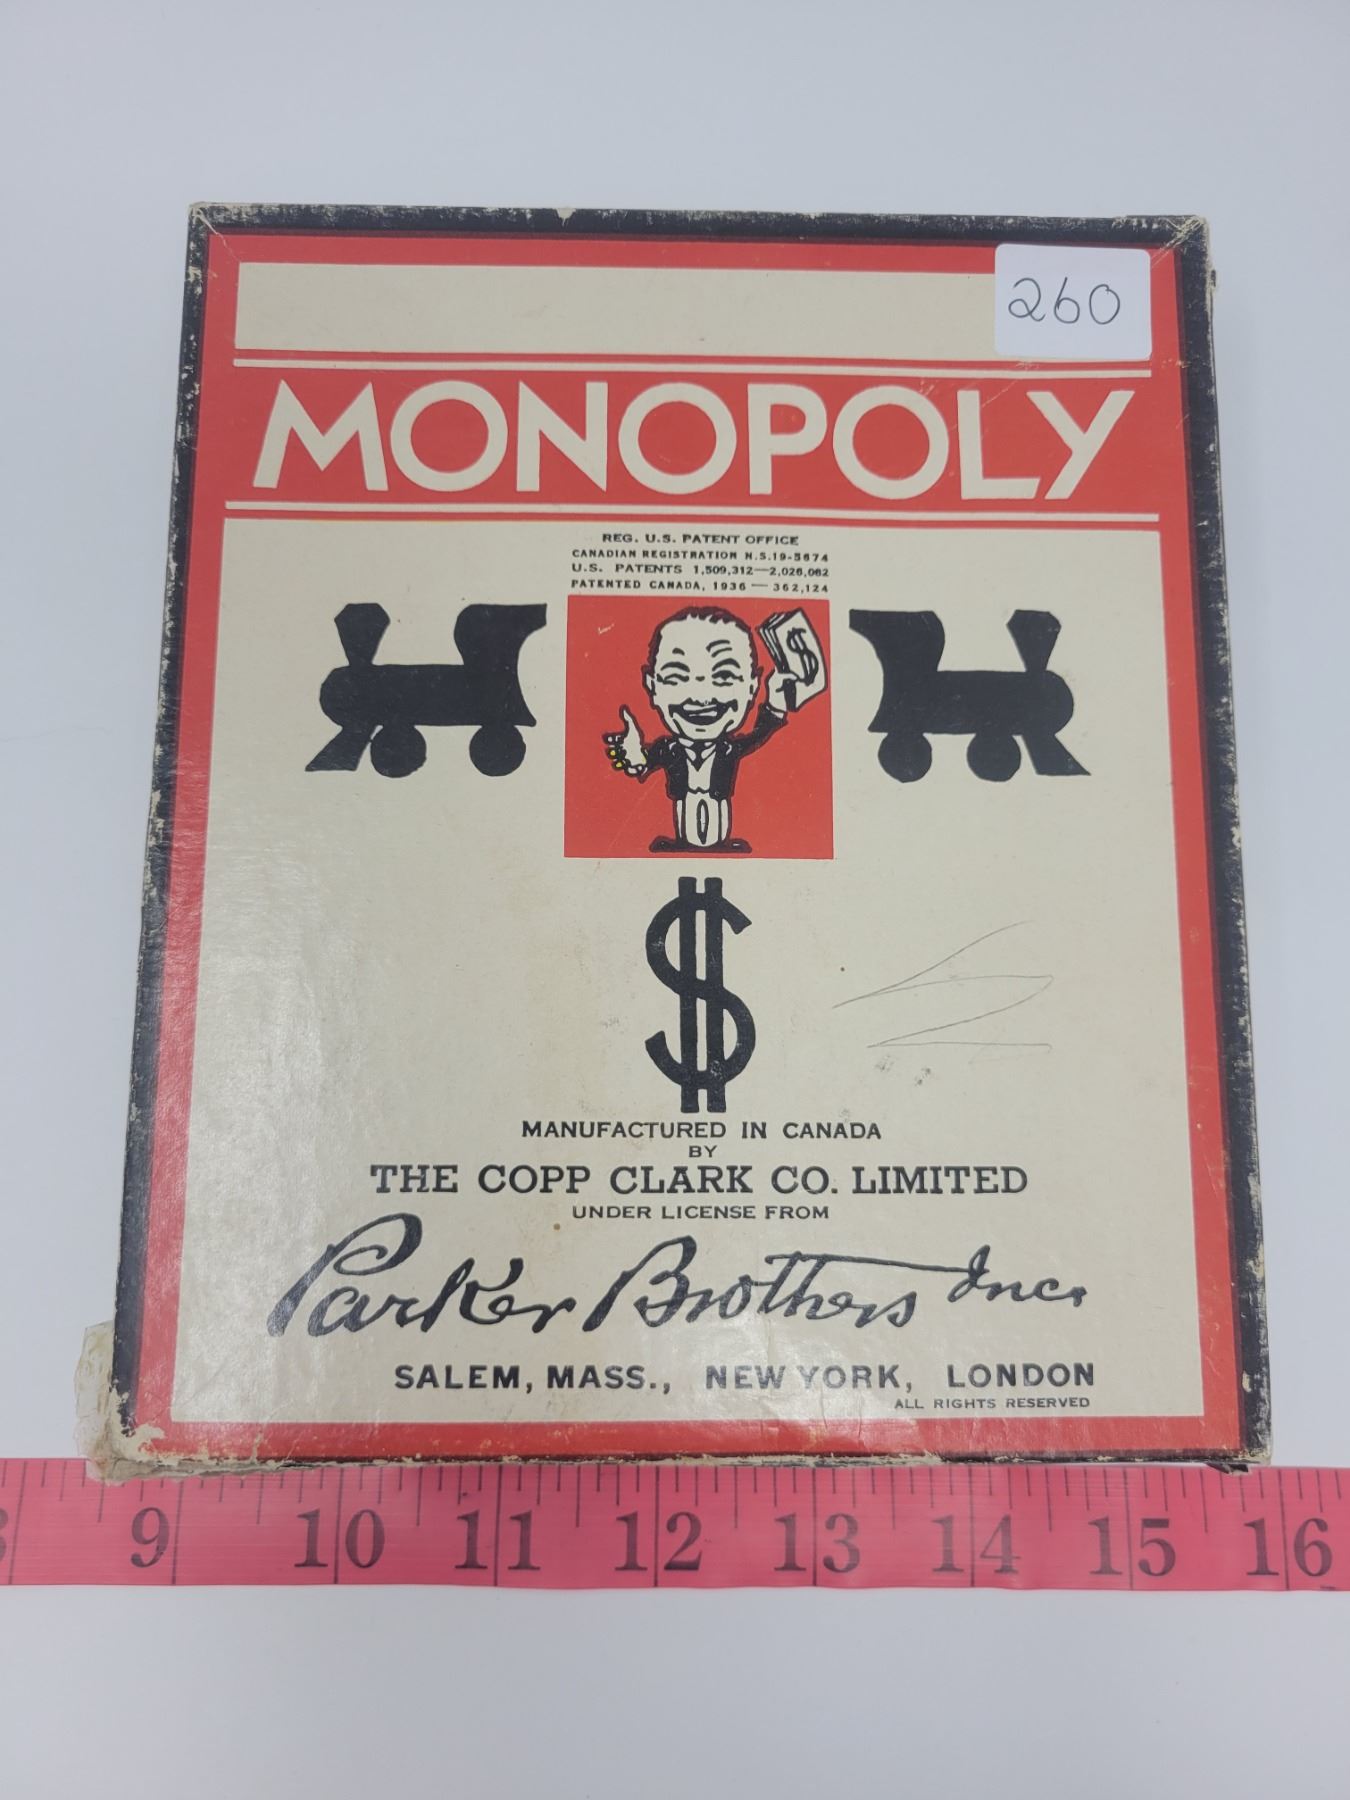 260
MONOPOLY
REG. U.S. PATENT OFFICE
CANADIAN REGISTRATION N.S.19-5674
U.S. PATENTS 1,509,312—2,026,082
PATENTED CANADA, 1936 — 362,124
$
$
MANUFACTURED IN CANADA
BY
THE COPP CLARK CO. LIMITED
UNDER LICENSE FROM
Parker Brothers Inc.
SALEM, MASS., NEW YORK, LONDON
ALL RIGHTS RESERVED
8 9 10 11 12 13 14 15 16